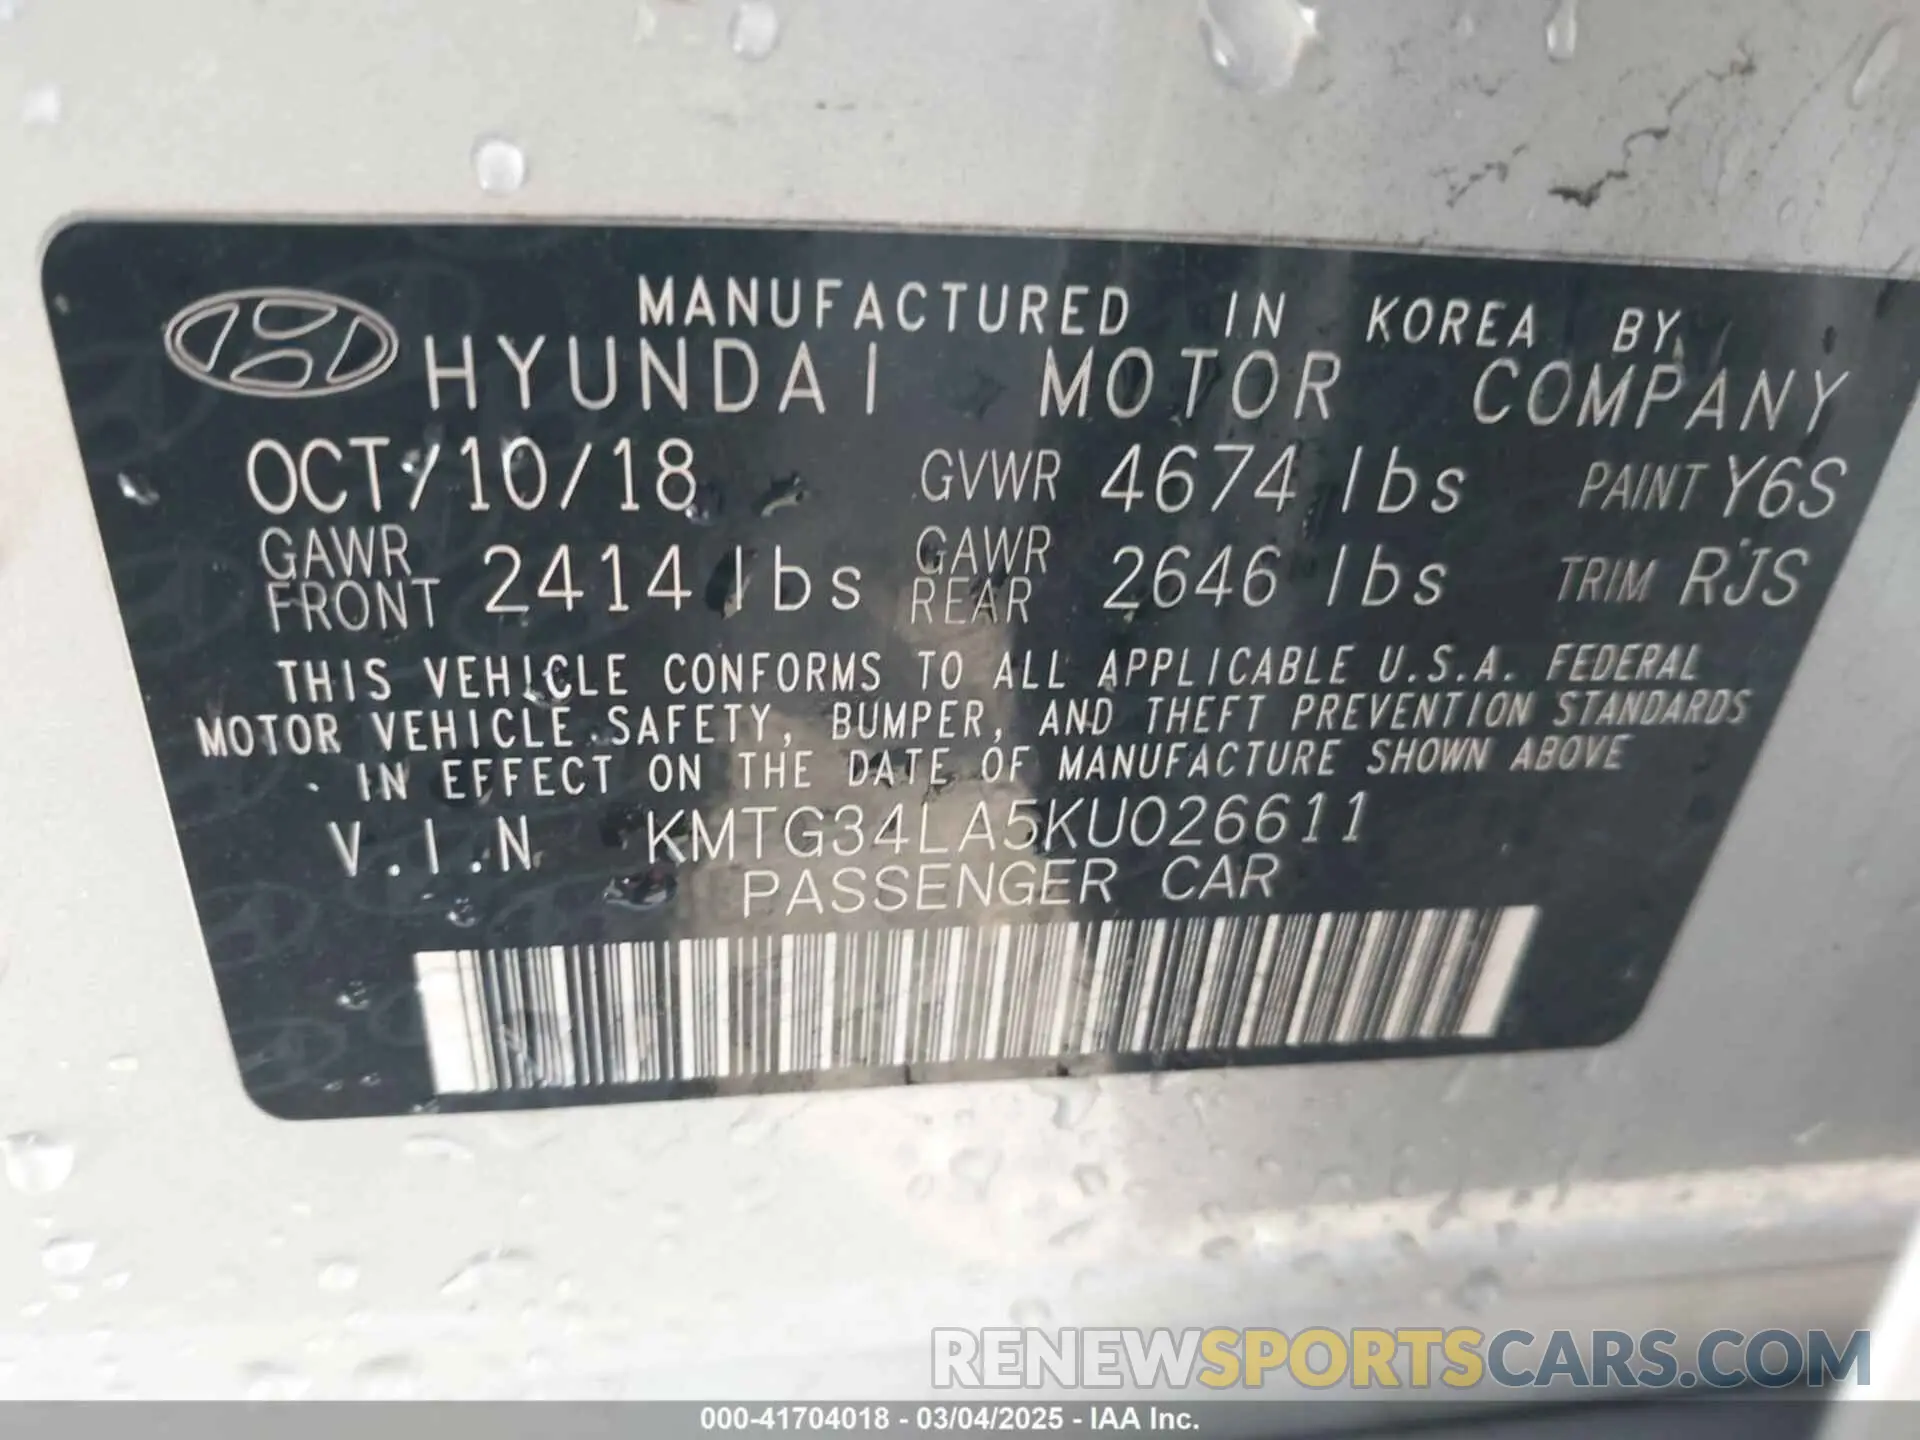 MANUFACTURED IN KOREA BY
HYUNDAI MOTOR COMPANY
OCT/10/18 GVWR 4674 lbs PAINT Y6S
GAWR FRONT 2414 lbs GAWR REAR 2646 lbs TRIM RJS
THIS VEHICLE CONFORMS TO ALL APPLICABLE U.S.A. FEDERAL
MOTOR VEHICLE SAFETY, BUMPER, AND THEFT PREVENTION STANDARDS
IN EFFECT ON THE DATE OF MANUFACTURE SHOWN ABOVE
V.I.N KMTG34LA5KU026611
PASSENGER CAR
RENEWSPORTSCARS.COM
000-41704018 - 03/04/2025 - IAA Inc.